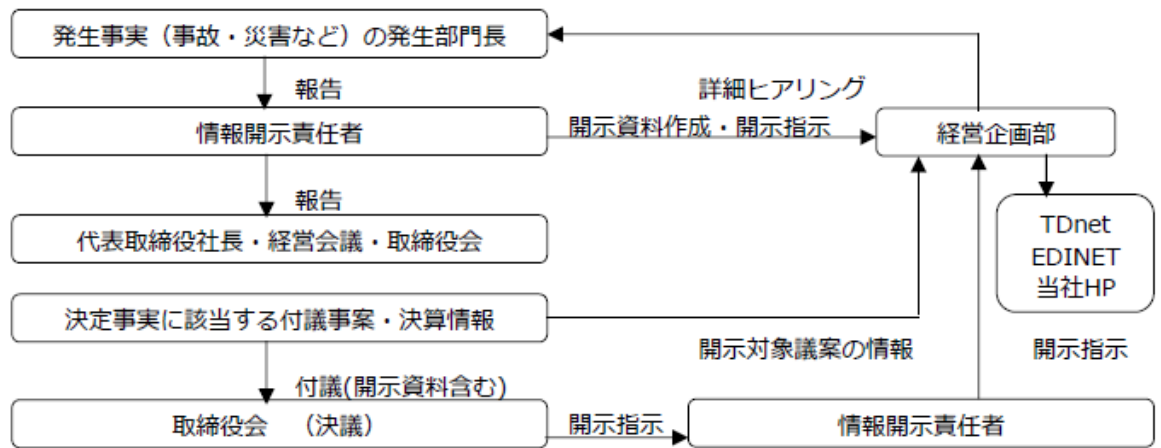 発生事実（事故・災害など）の発生部門長
報告
詳細ヒアリング
情報開示責任者
開示資料作成・開示指示
経営企画部
報告
代表取締役社長・経営会議・取締役会
TDnet
EDINET
当社HP
決定事実に該当する付議事案・決算情報
開示対象議案の情報
開示指示
付議(開示資料含む)
取締役会　（決議）
開示指示
情報開示責任者